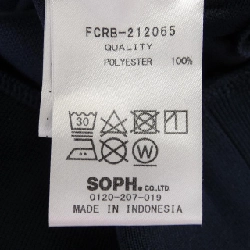 FCRB-212065
QUALITY
POLYESTER 100%
30
W
SOPH.CO.,LTD
0120-207-019
MADE IN INDONESIA